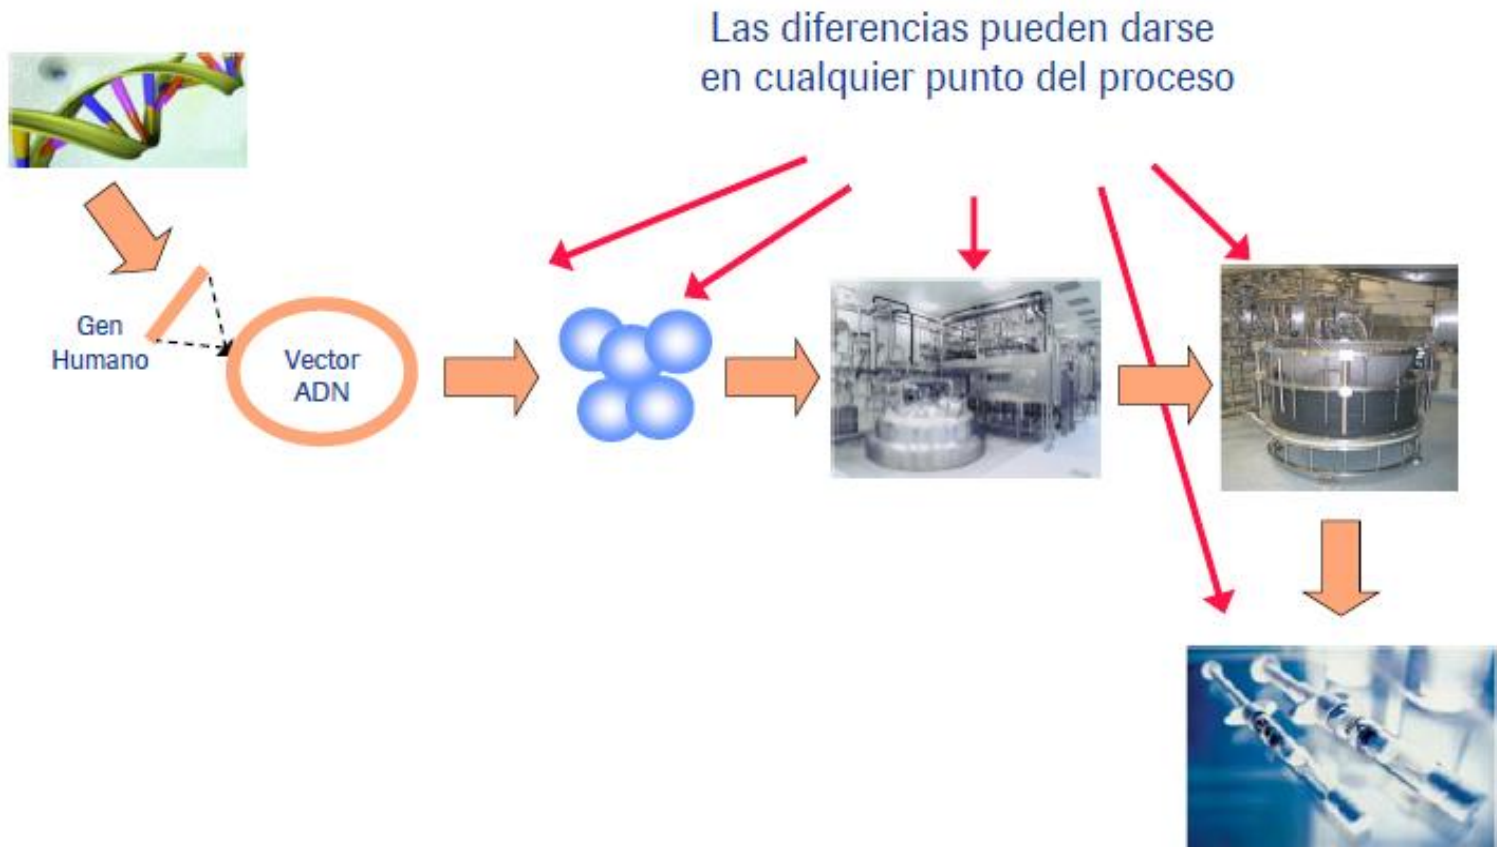 Las diferencias pueden darse
en cualquier punto del proceso
Gen
Humano
Vector
ADN